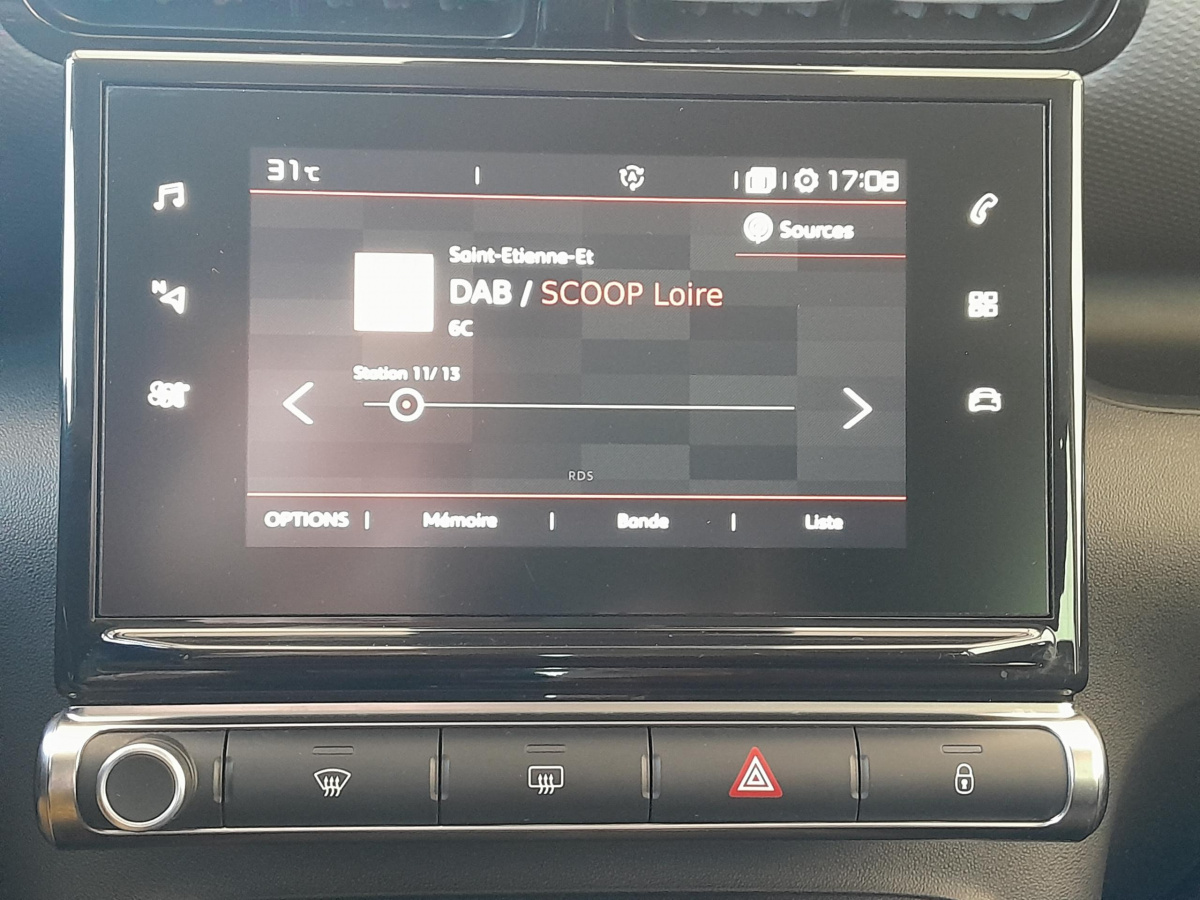 31°C
17:08
Sources
Saint-Etienne-Et
DAB / SCOOP Loire
6C
Station 11/ 13
N
RDS
OPTIONS | Mémoire | Bande | Liste